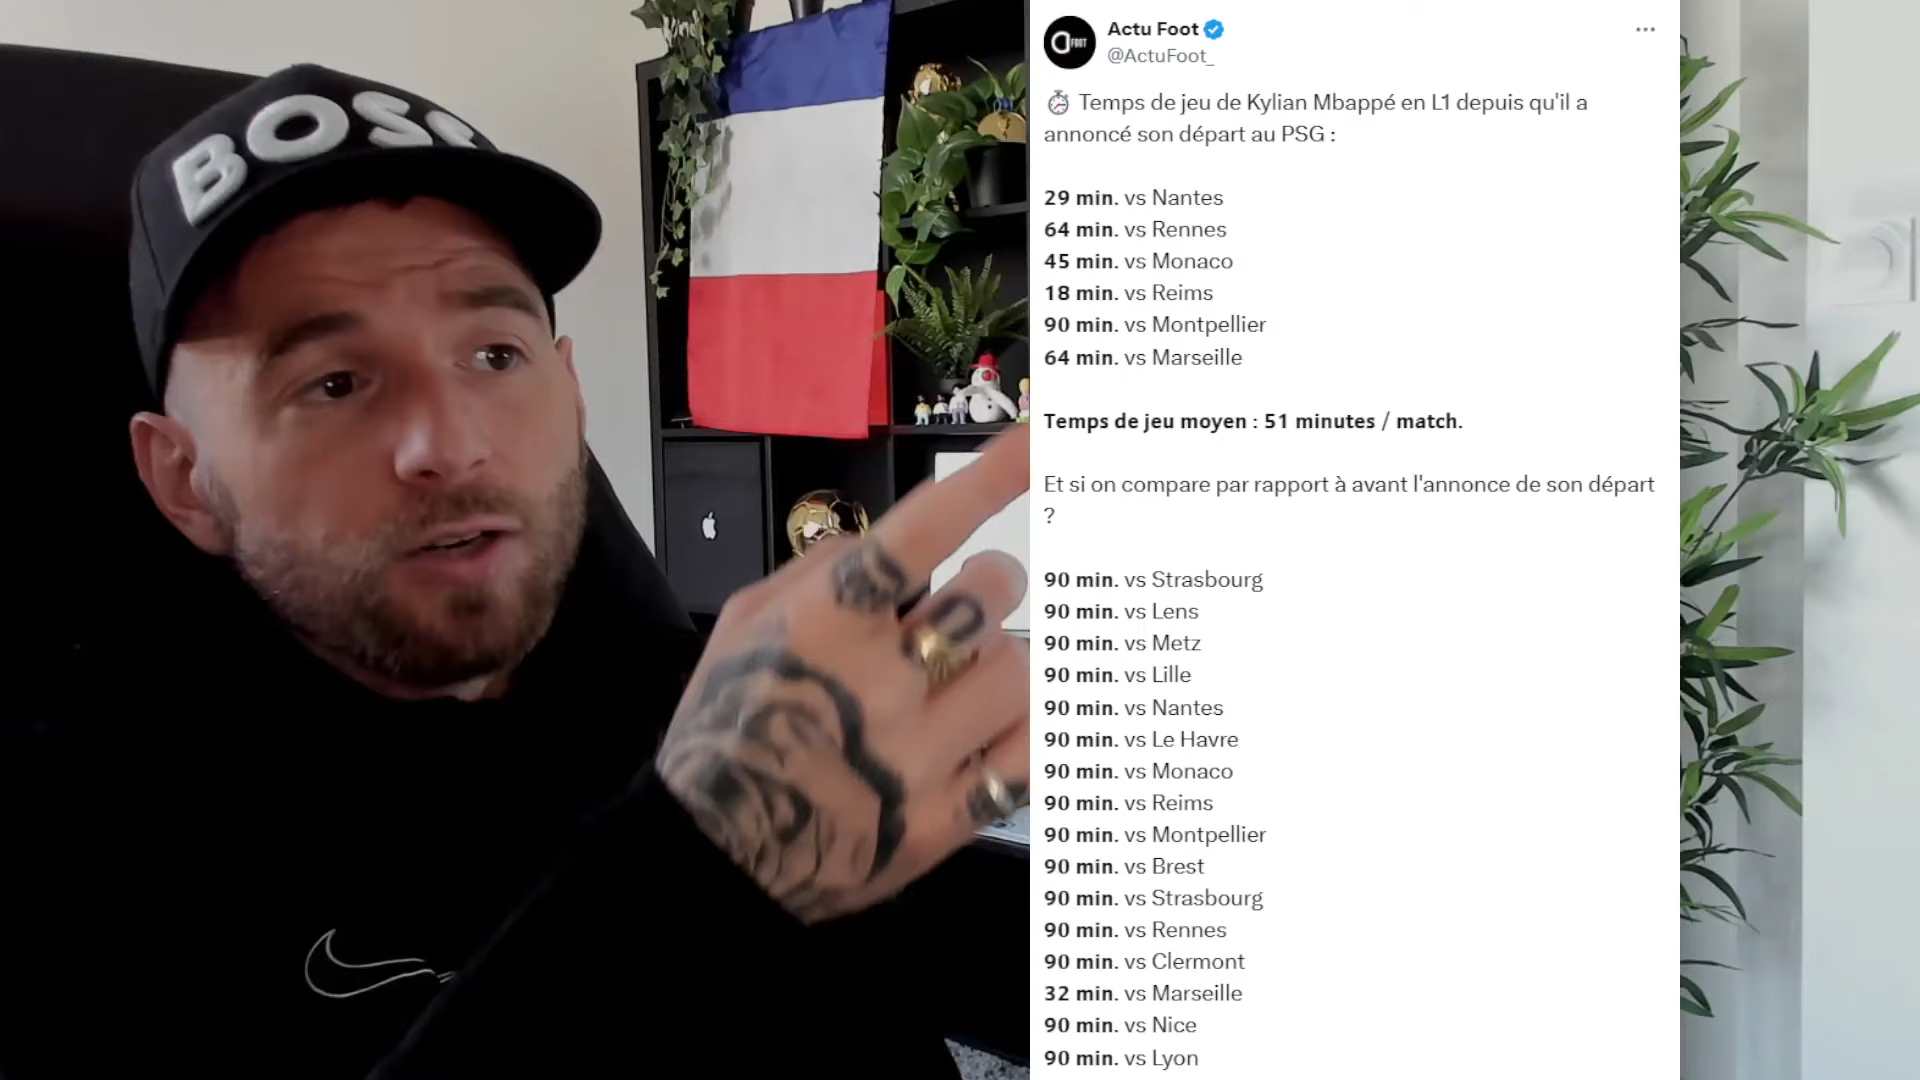 BOSS
Actu Foot
@ActuFoot_
FOOT
⏱ Temps de jeu de Kylian Mbappé en L1 depuis qu'il a
annoncé son départ au PSG :
29 min. vs Nantes
64 min. vs Rennes
45 min. vs Monaco
18 min. vs Reims
90 min. vs Montpellier
64 min. vs Marseille
Temps de jeu moyen : 51 minutes / match.
Et si on compare par rapport à avant l'annonce de son départ
?
90 min. vs Strasbourg
90 min. vs Lens
90 min. vs Metz
90 min. vs Lille
90 min. vs Nantes
90 min. vs Le Havre
90 min. vs Monaco
90 min. vs Reims
90 min. vs Montpellier
90 min. vs Brest
90 min. vs Strasbourg
90 min. vs Rennes
90 min. vs Clermont
32 min. vs Marseille
90 min. vs Nice
90 min. vs Lyon